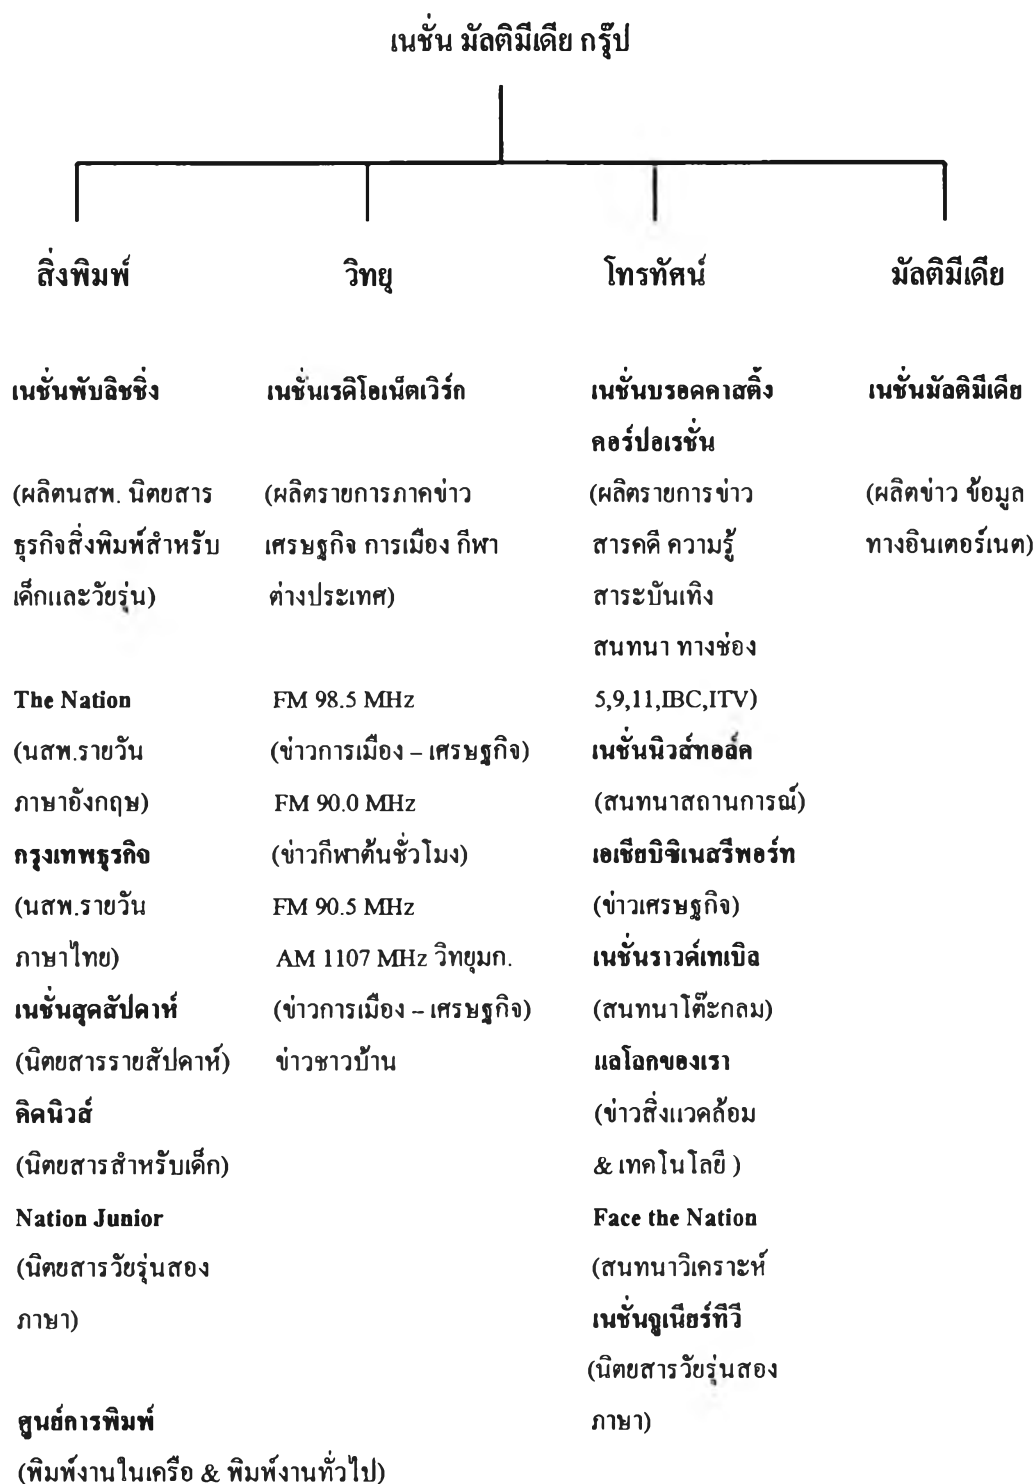 เนชั่น มัลติมีเดีย กรุ๊ป
สิ่งพิมพ์
วิทยุ
โทรทัศน์
มัลติมีเดีย
เนชั่นพับลิชชิ่ง
(ผลิตนสพ. นิตยสาร
ธุรกิจสิ่งพิมพ์สำหรับ
เด็กและวัยรุ่น)
The Nation
(นสพ.รายวัน
ภาษาอังกฤษ)
กรุงเทพธุรกิจ
(นสพ.รายวัน
ภาษาไทย)
เนชั่นสุดสัปดาห์
(นิตยสารรายสัปดาห์)
คิดนิวส์
(นิตยสารสำหรับเด็ก)
Nation Junior
(นิตยสารวัยรุ่นสอง
ภาษา)
ศูนย์การพิมพ์
(พิมพ์งานในเครือ & พิมพ์งานทั่วไป)
เนชั่นเรดิโอเน็ตเวิร์ก
(ผลิตรายการภาคข่าว
เศรษฐกิจ การเมือง กีฬา
ต่างประเทศ)
FM 98.5 MHz
(ข่าวการเมือง – เศรษฐกิจ)
FM 90.0 MHz
(ข่าวกีฬาต้นชั่วโมง)
FM 90.5 MHz
AM 1107 MHz วิทยุมก.
(ข่าวการเมือง – เศรษฐกิจ)
ข่าวชาวบ้าน
เนชั่นบรอดคาสติ้ง
คอร์ปอเรชั่น
(ผลิตรายการข่าว
สารคดี ความรู้
สาระบันเทิง
สนทนา ทางช่อง
5,9,11,IBC,ITV)
เนชั่นนิวส์ทอล์ค
(สนทนาสถานการณ์)
เอเชียบิซิเนสรีพอร์ท
(ข่าวเศรษฐกิจ)
เนชั่นราวด์เทเบิล
(สนทนาโต๊ะกลม)
แลโลกของเรา
(ข่าวสิ่งแวดล้อม
& เทคโนโลยี )
Face the Nation
(สนทนาวิเคราะห์
เนชั่นจูเนียร์ทีวี
(นิตยสารวัยรุ่นสอง
ภาษา)
เนชั่นมัลติมีเดีย
(ผลิตข่าว ข้อมูล
ทางอินเตอร์เนต)